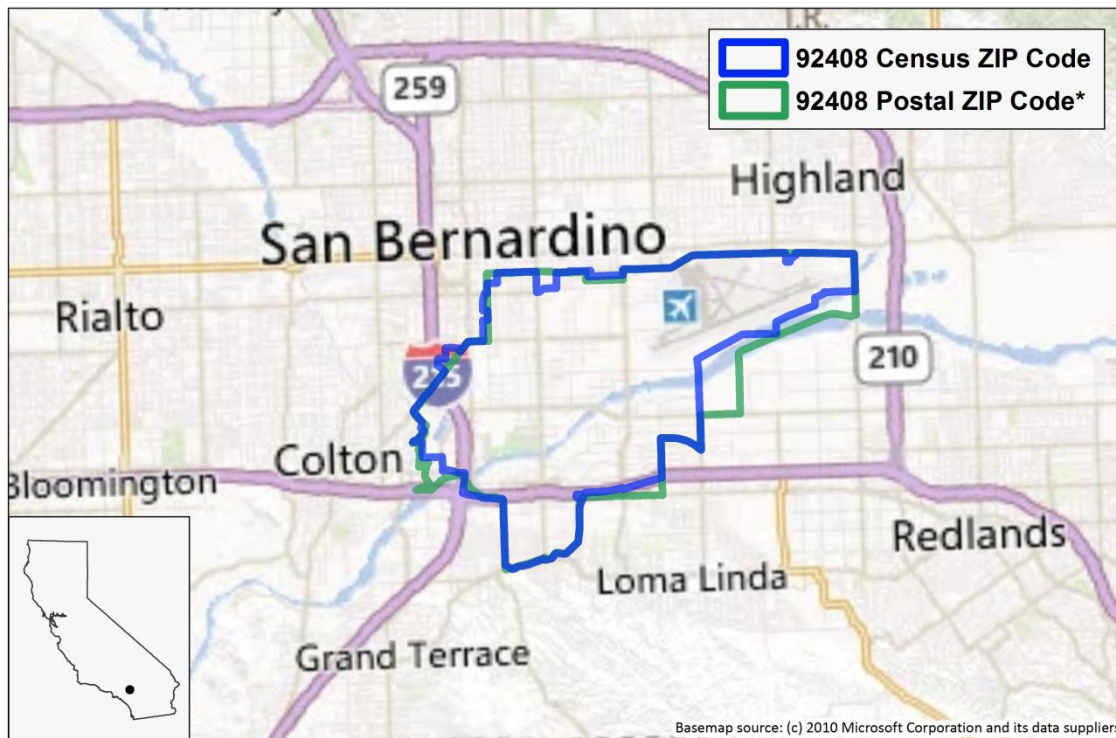 I.R.
259
92408 Census ZIP Code
92408 Postal ZIP Code*
Highland
San Bernardino
Rialto
215
210
Colton
Bloomington
Redlands
Loma Linda
Grand Terrace
Basemap source: (c) 2010 Microsoft Corporation and its data suppliers